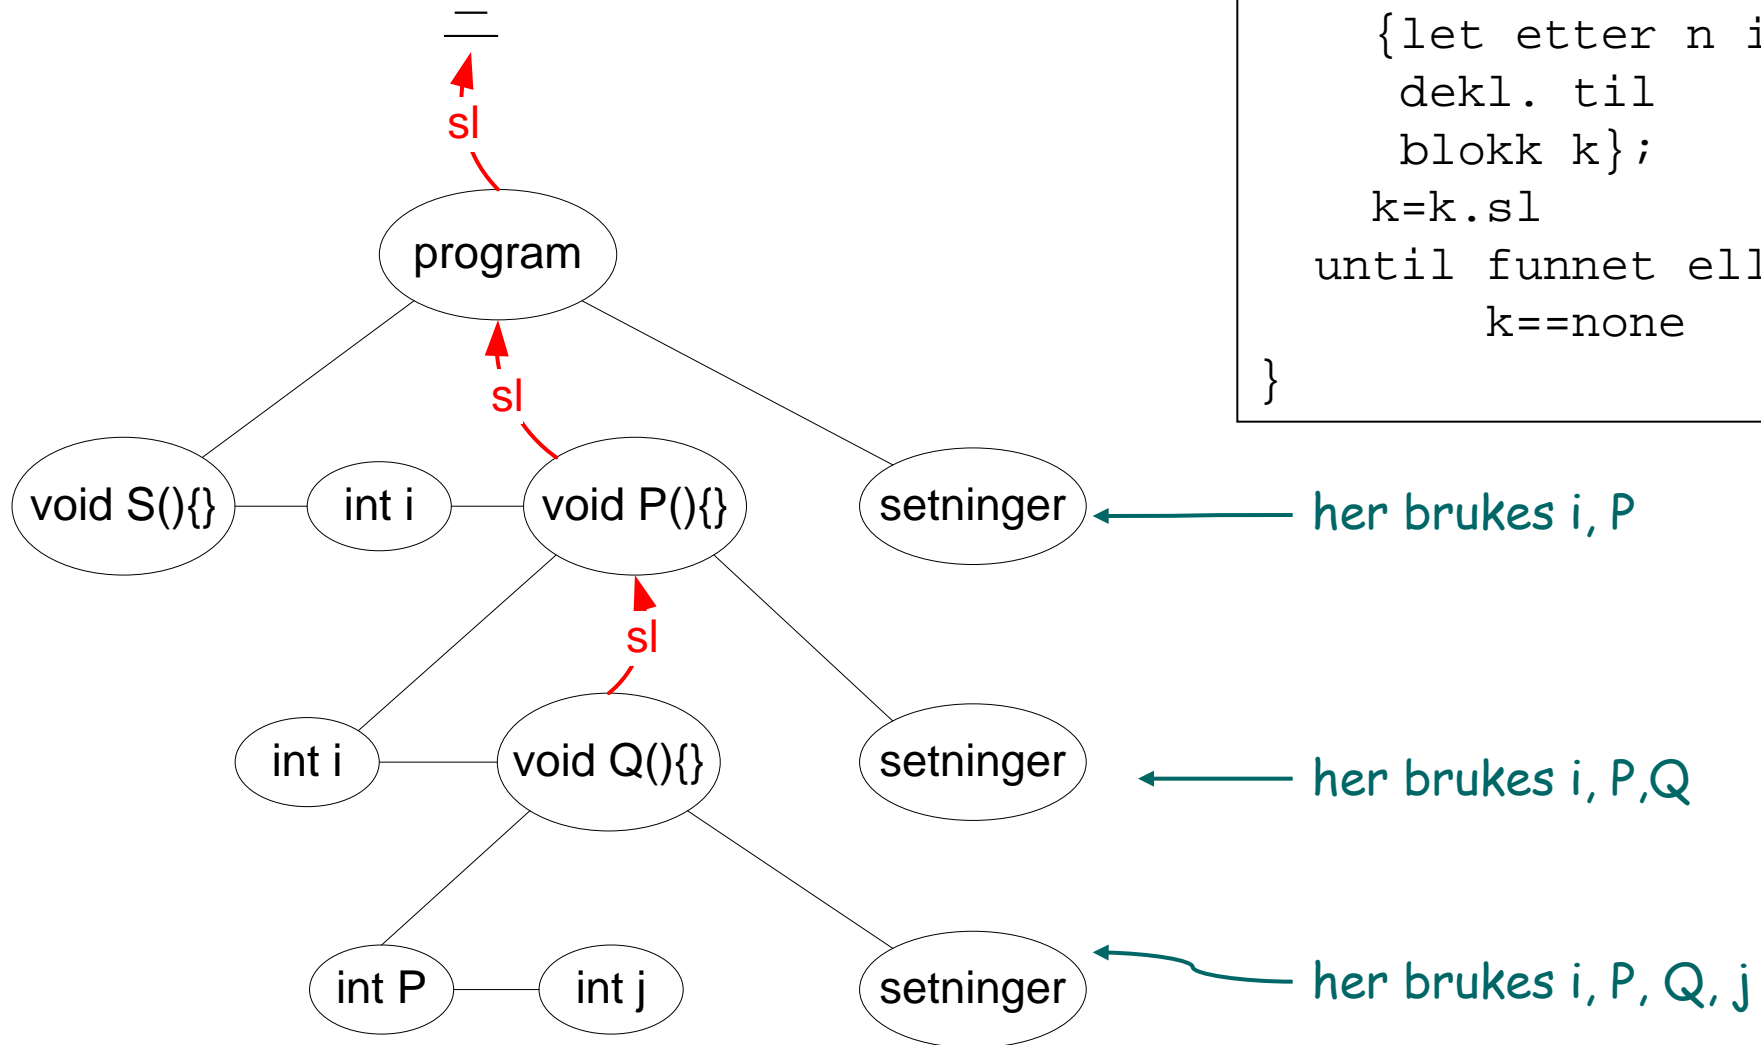 {let etter n i
dekl. til
blokk k};
k=k.sl
until funnet ell
k==none
}
sl
program
sl
void S(){}
int i
void P(){}
setninger
her brukes i, P
sl
int i
void Q(){}
setninger
her brukes i, P,Q
int P
int j
setninger
her brukes i, P, Q, j